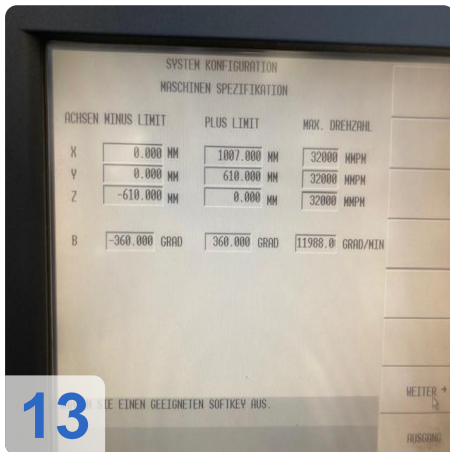 SYSTEM KONFIGURATION
MASCHINEN SPEZIFIKATION
ACHSEN MINUS LIMIT PLUS LIMIT MAX. DREHZAHL
X 0.000 MM 1007.000 MM 32000 MMPM
Y 0.000 MM 610.000 MM 32000 MMPM
Z -610.000 MM 0.000 MM 32000 MMPM
B -360.000 GRAD 360.000 GRAD 11988.0 GRAD/MIN
WEITER →
SIE EINEN GEEIGNETEN SOFTKEY AUS.
13
AUSGANG